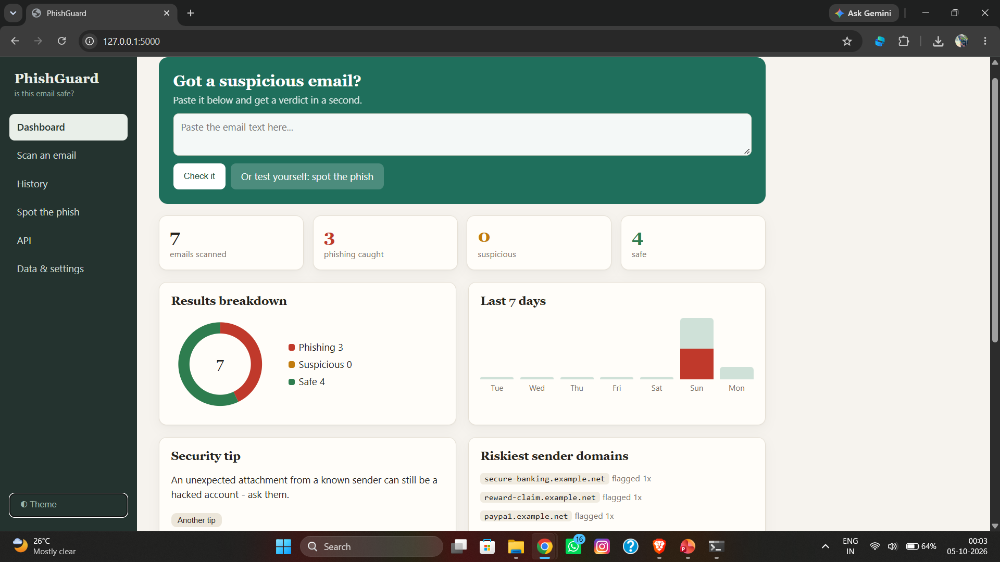 PhishGuard
Ask Gemini
127.0.0.1:5000
PhishGuard
is this email safe?
Dashboard
Scan an email
History
Spot the phish
API
Data & settings
Theme
Got a suspicious email?
Paste it below and get a verdict in a second.
Paste the email text here...
Check it
Or test yourself: spot the phish
7
emails scanned
3
phishing caught
0
suspicious
4
safe
Results breakdown
7
Phishing 3
Suspicious 0
Safe 4
Last 7 days
Tue Wed Thu Fri Sat Sun Mon
Security tip
An unexpected attachment from a known sender can still be a
hacked account - ask them.
Another tip
Riskiest sender domains
secure-banking.example.net flagged 1x
reward-claim.example.net flagged 1x
paypa1.example.net flagged 1x
26°C
Mostly clear
Search
16
P
ENG
IN
64%
00:03
05-10-2026